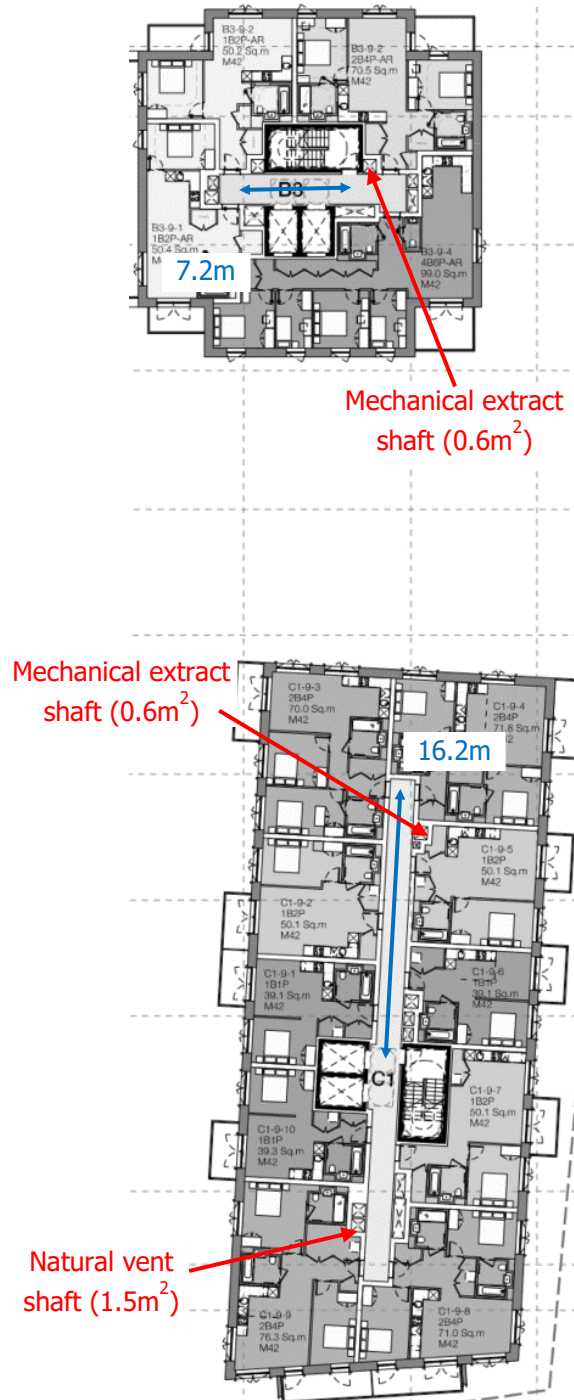 B3-9-2
1B2P-AR
50.2 Sq.m
M42
B3-9-2
2B4P-AR
70.5 Sq.m
M42
B3
B3-9-1
1B2P-AR
50.4 Sq.m
7.2m
B3-9-4
4B6P-AR
99.0 Sq.m
M42
Mechanical extract
shaft (0.6m²)
Mechanical extract
shaft (0.6m²)
C1-9-3
2B4P
70.0 Sq.m
M42
C1-9-4
2B4P
71.8 Sq.m
16.2m
C1-9-5
1B2P
50.1 Sq.m
M42
C1-9-2
1B2P
50.1 Sq.m
M42
C1-9-1
1B1P
39.1 Sq.m
M42
C1-9-6
1B1P
39.1 Sq.m
M42
C1
C1-9-7
1B2P
50.1 Sq.m
M42
C1-9-10
1B1P
39.3 Sq.m
M42
Natural vent
shaft (1.5m²)
C1-9-9
2B4P
76.3 Sq.m
M42
C1-9-8
2B4P
71.0 Sq.m
M42